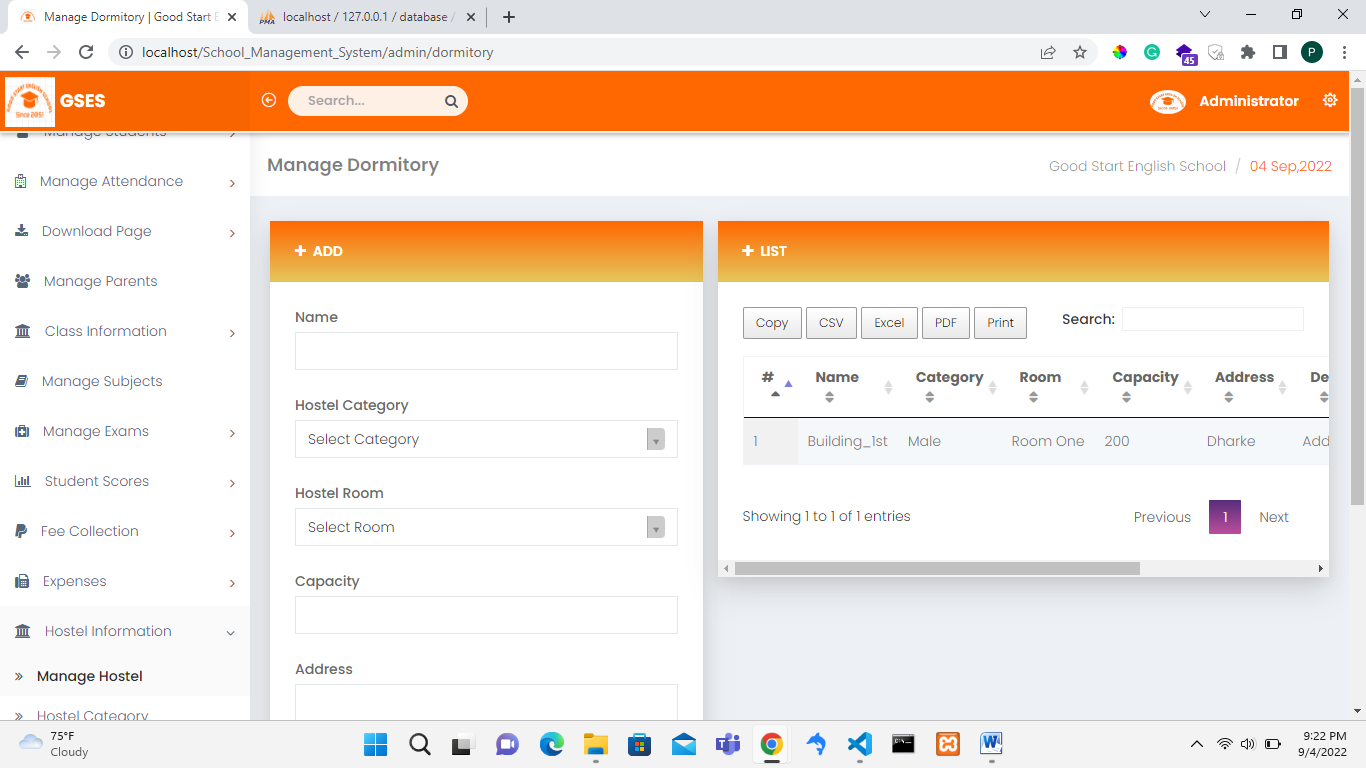 Manage Dormitory | Good Start E
localhost / 127.0.0.1 / database /
localhost/School_Management_System/admin/dormitory
45
P
GSES
Since 2051
Search...
Administrator
Manage Students
Manage Attendance
Download Page
Manage Parents
Class Information
Manage Subjects
Manage Exams
Student Scores
Fee Collection
Expenses
Hostel Information
Manage Hostel
Hostel Category
Manage Dormitory
Good Start English School / 04 Sep,2022
ADD
Name
Hostel Category
Select Category
Hostel Room
Select Room
Capacity
Address
LIST
Copy CSV Excel PDF Print Search:
# Name Category Room Capacity Address De
1 Building_1st Male Room One 200 Dharke Add
Showing 1 to 1 of 1 entries
Previous 1 Next
75°F
Cloudy
9:22 PM
9/4/2022